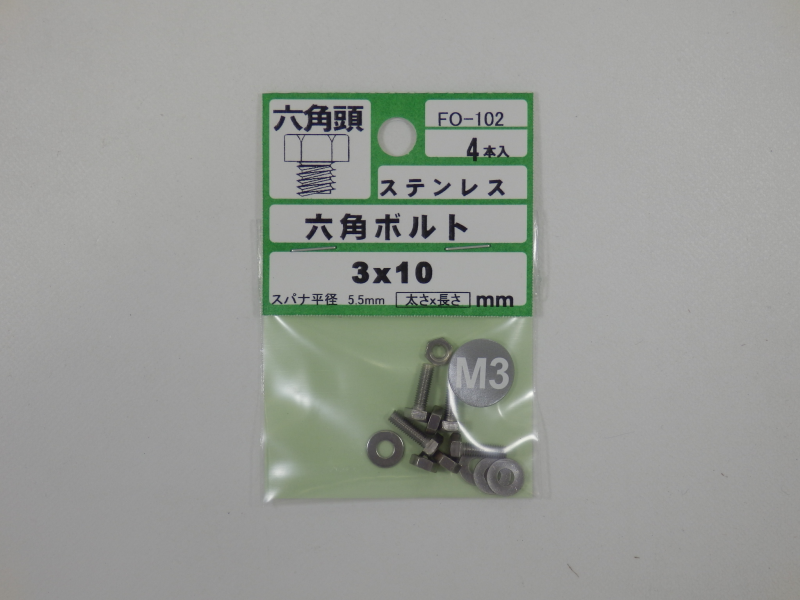 六角頭
FO-102
4本入
ステンレス
六角ボルト
3x10
スパナ平径 5.5mm 太さx長さ mm
M3